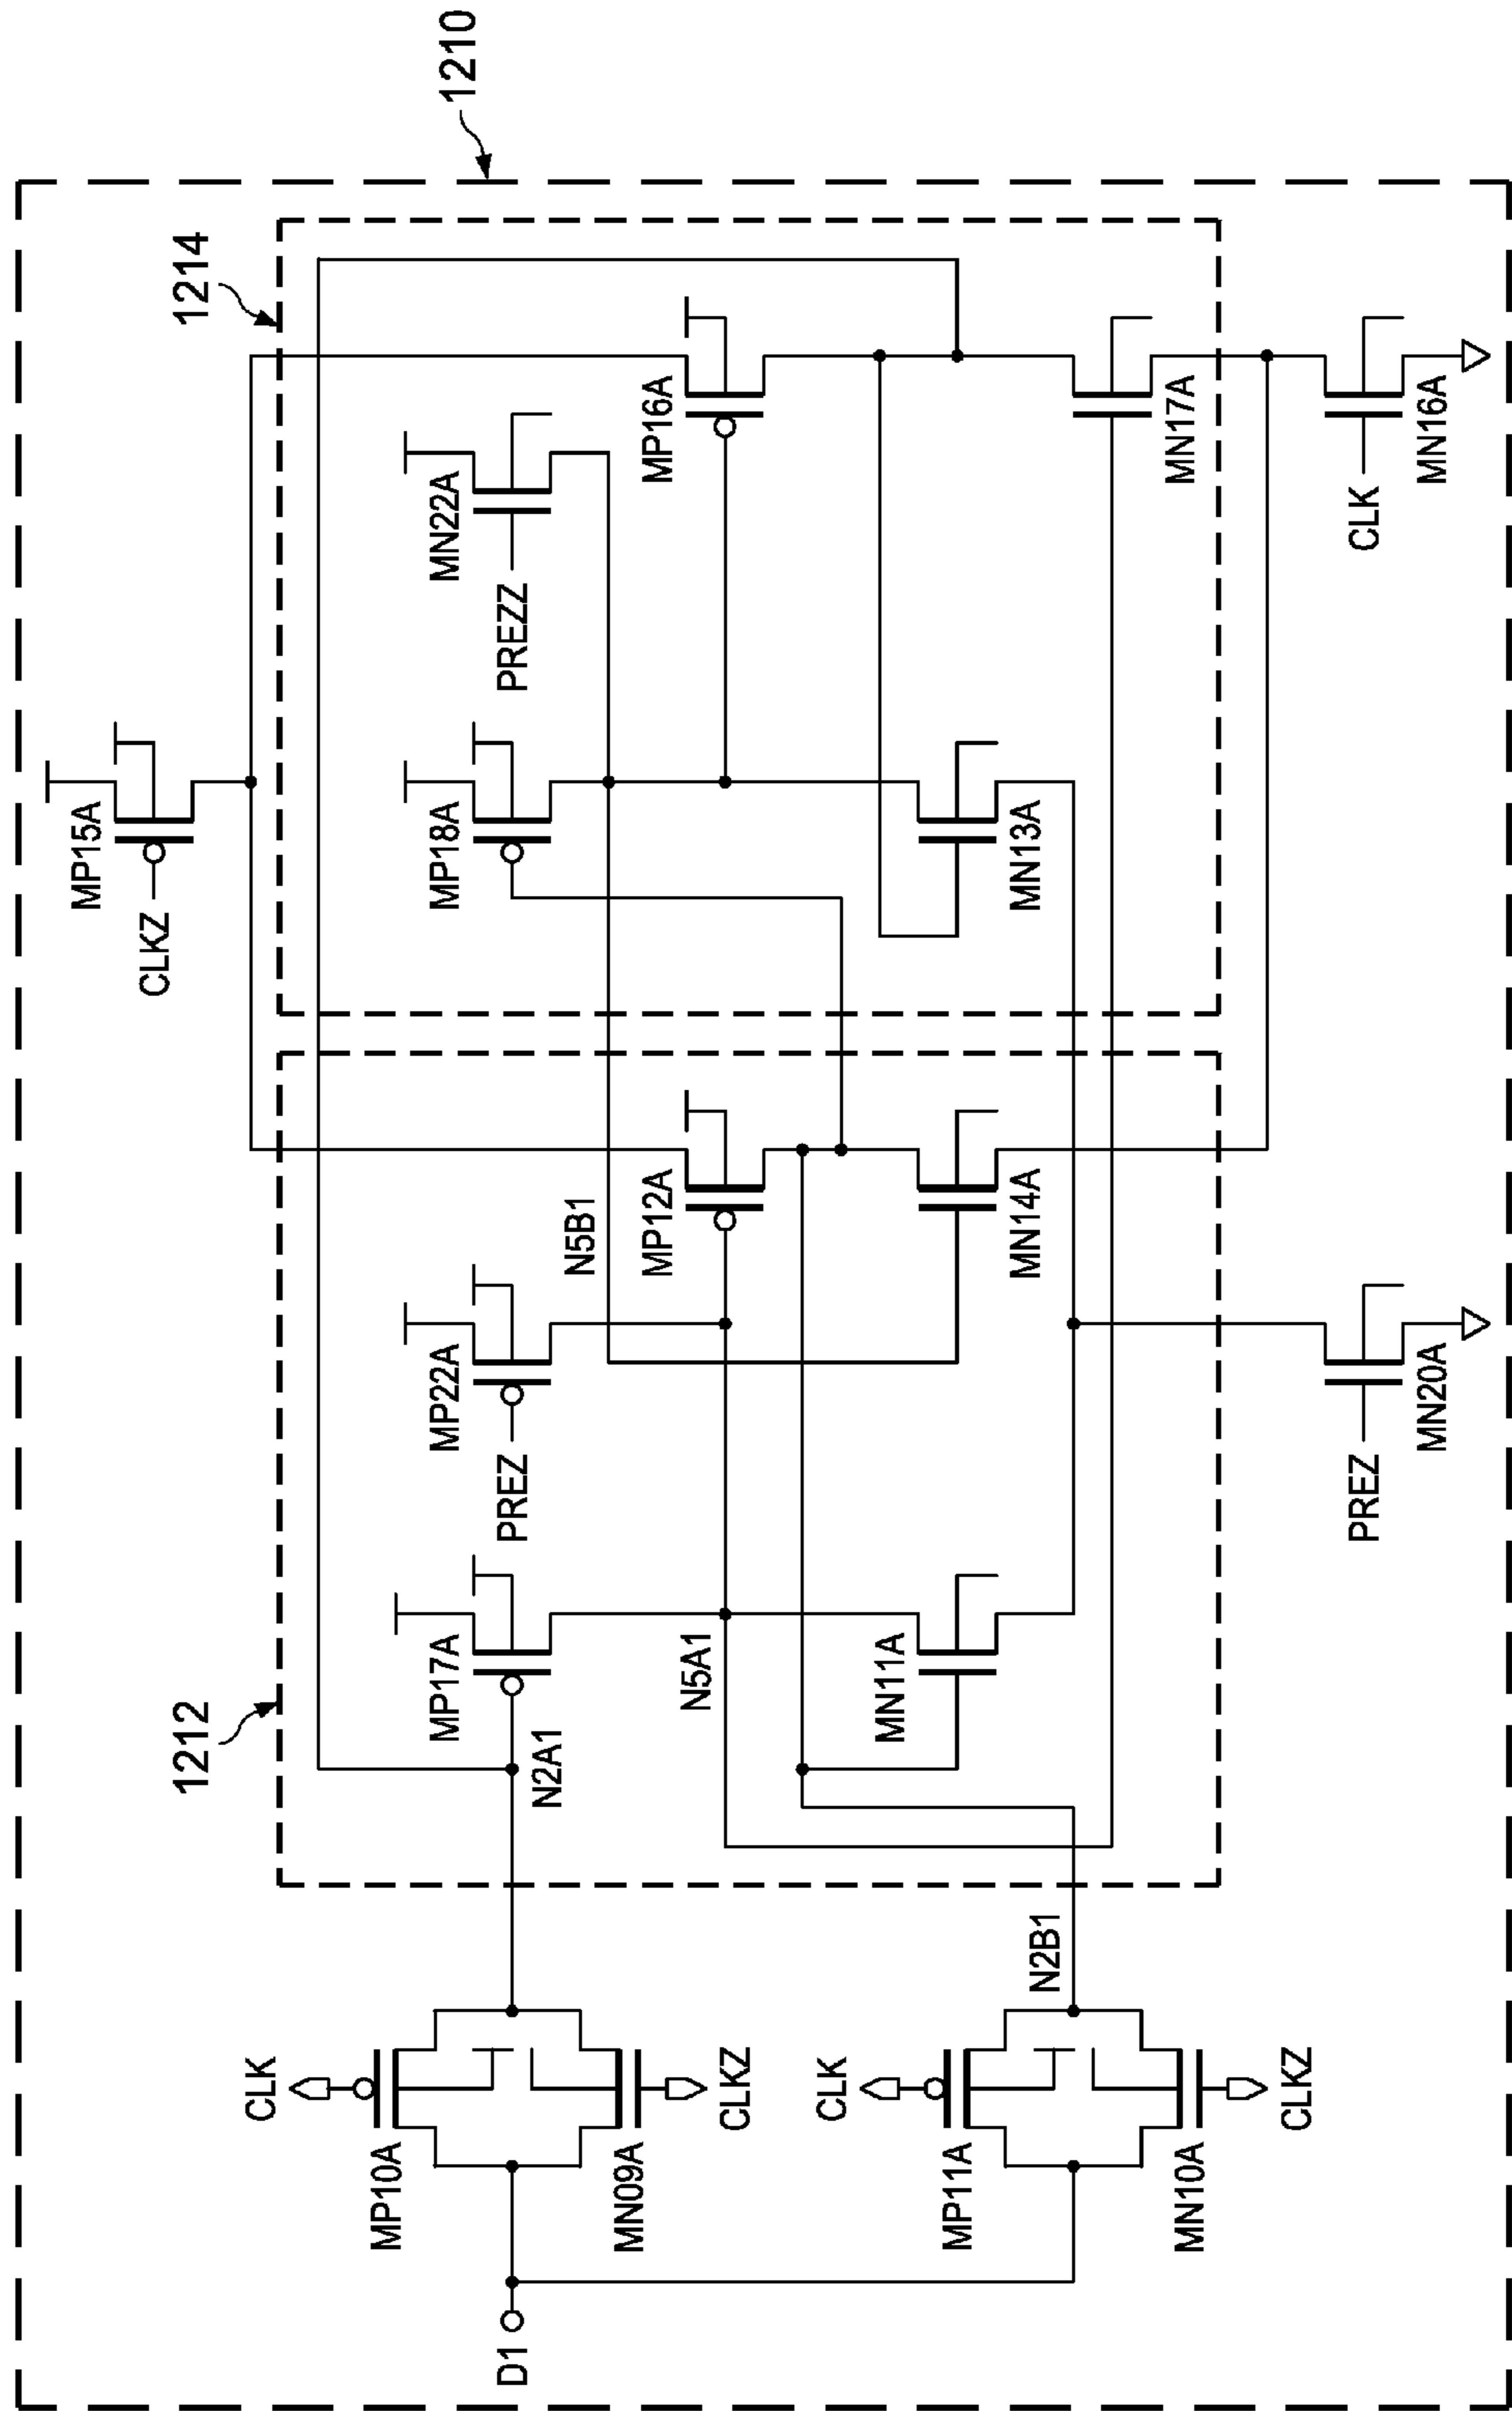 1210
1214
1212
MP15A
CLKZ
MN22A
PREZZ
MP18A
MP16A
MN13A
MN17A
CLK
MN16A
N5B1
MP12A
MN14A
MP22A
PREZ
MP17A
N2A1
N5A1
MN11A
PREZ
MN20A
N2B1
CLK
MP10A
MN09A
CLKZ
CLK
MP11A
MN10A
CLKZ
D1